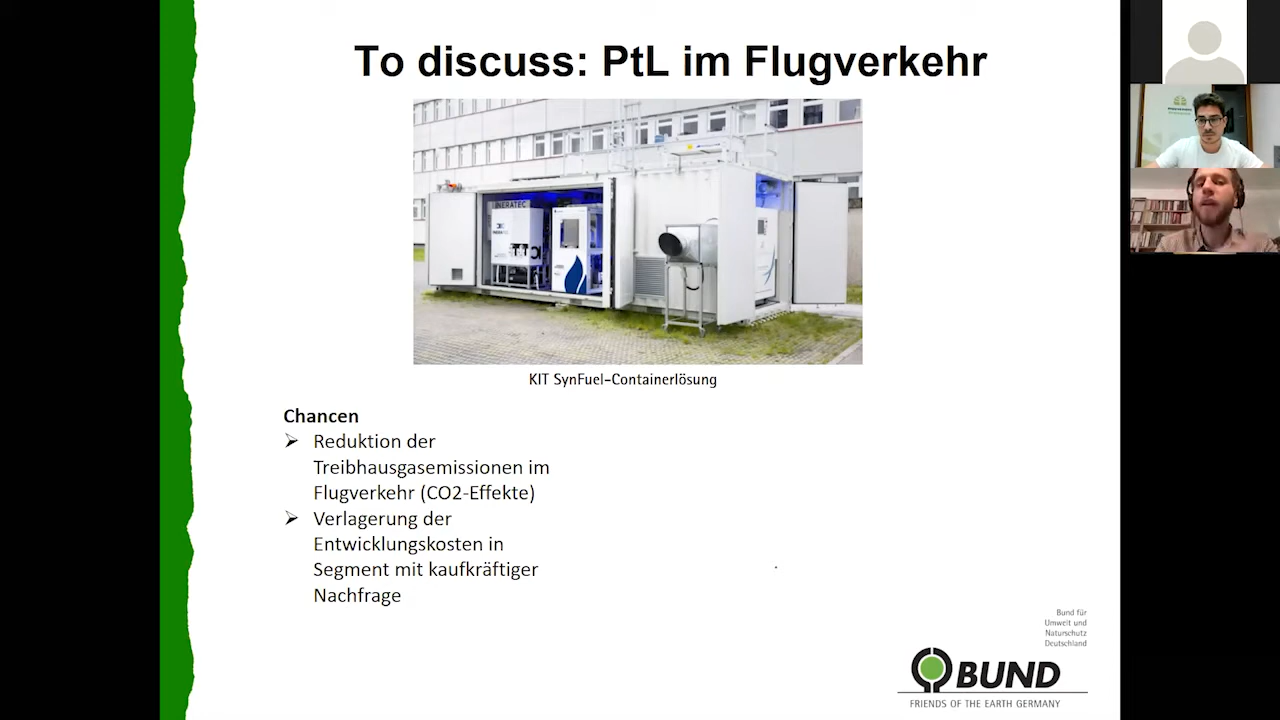 To discuss: PtL im Flugverkehr
INERATEC
KIT SynFuel-Containerlösung
Chancen
Reduktion der
Treibhausgasemissionen im
Flugverkehr (CO2-Effekte)
Verlagerung der
Entwicklungskosten in
Segment mit kaufkräftiger
Nachfrage
Bund für
Umwelt und
Naturschutz
Deutschland
BUND
FRIENDS OF THE EARTH GERMANY